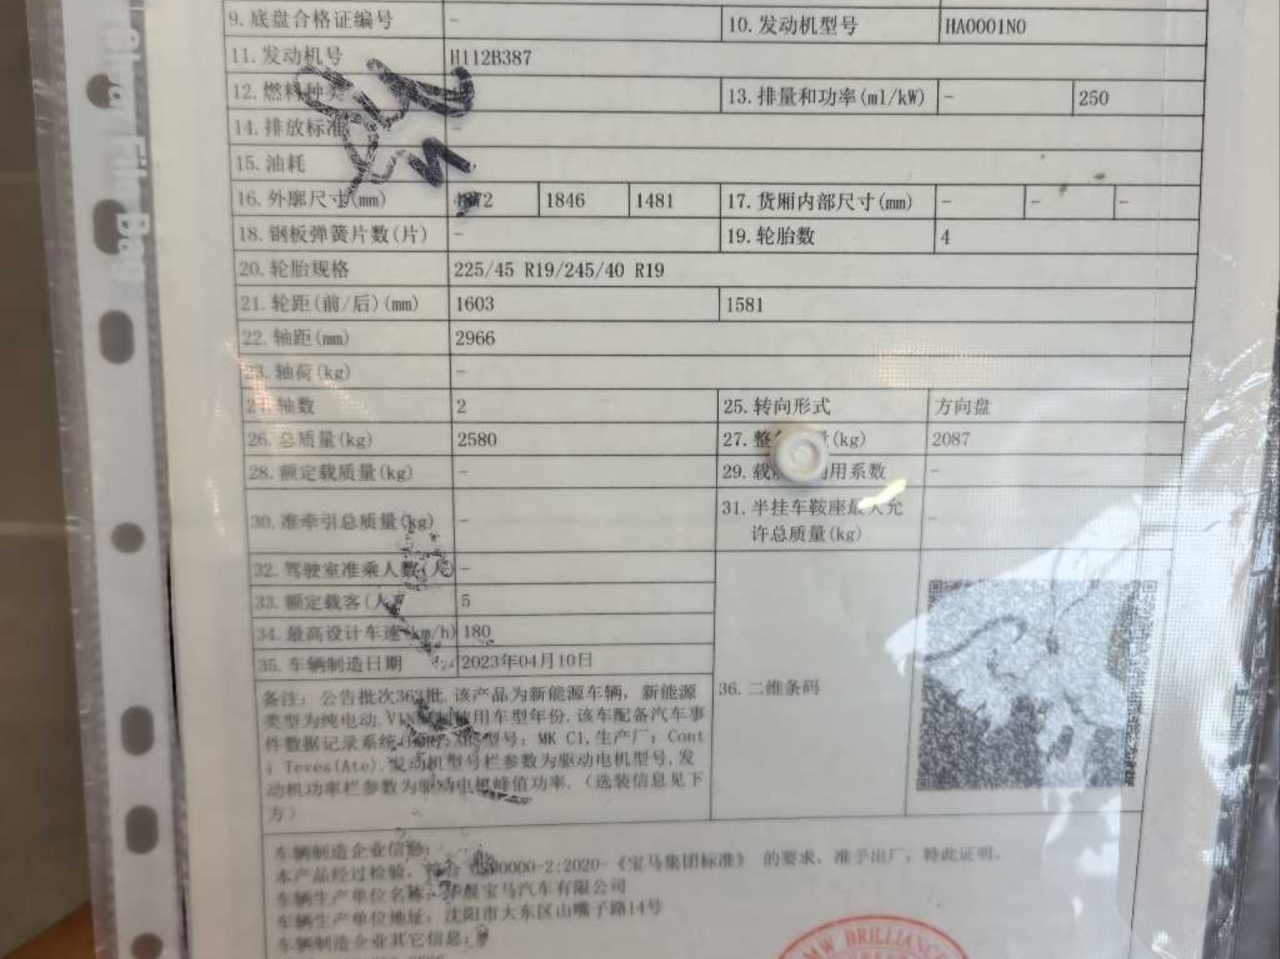 9.底盘合格证编号 - 10.发动机型号 HA0001N0
11.发动机号 H112B387
12.燃料种类 13.排量和功率(ml/kW) - 250
14.排放标准 -
15.油耗
16.外廓尺寸(mm) 1846 1481 17.货厢内部尺寸(mm) - - -
18.钢板弹簧片数(片) - 19.轮胎数 4
20.轮胎规格 225/45 R19/245/40 R19
21.轮距(前/后)(mm) 1603 1581
22.轴距(mm) 2966
23.轴荷(kg) -
轴数 2 25.转向形式 方向盘
26.总质量(kg) 2580 27.整 (kg) 2087
28.额定载质量(kg) - 29.载 用系数 -
30.准牵引总质量(kg) - 31.半挂车鞍座最大允
许总质量(kg) -
32.驾驶室准乘人数(人) -
33.额定载客(人 5
34.最高设计车速(km/h) 180
35.车辆制造日期 2023年04月10日
36.二维条码
备注:公告批次 批.该产品为新能源车辆,新能源
类型为纯电动.VIN 用车型年份.该车配备汽车事
件数据记录系统 型号:MK C1,生产厂:Cont
i Teves(Ate).发动机型号栏参数为驱动电机型号,发
动机功率栏参数为驱动电机峰值功率.(选装信息见下
方)
车辆制造企业信息:
本产品经过检验,符合 0000-2:2020-《宝马集团标准》 的要求,准予出厂,特此证明.
车辆生产单位名称: 晨宝马汽车有限公司
车辆生产单位地址:沈阳市大东区山嘴子路14号
车辆制造企业其它信息:
BMW BRILLIANCE
Clear File Bag